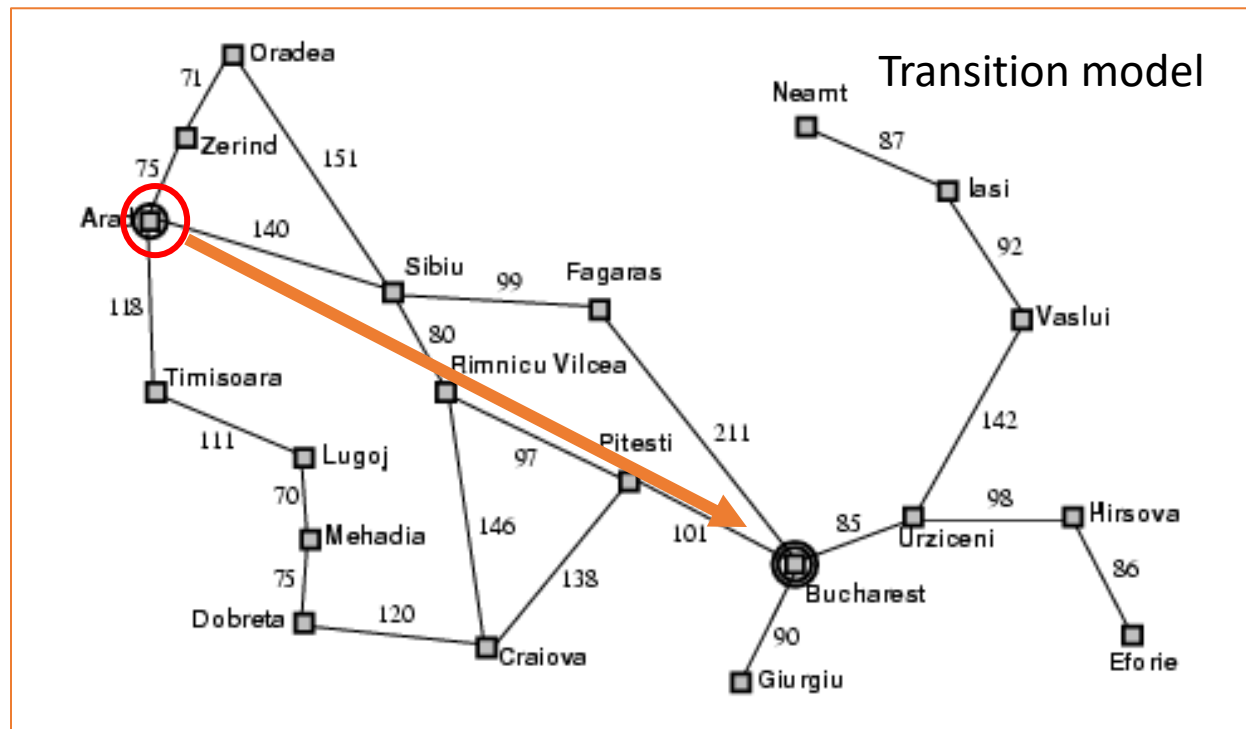 Transition model
Oradea
71
Neamt
87
Zerind
151
75
Iasi
Arad
140
92
Sibiu
Fagaras
99
118
80
Vaslui
Rimnicu Vilcea
Timisoara
142
111
Pitesti
211
Lugoj
97
70
98
Hirsova
Mehadia
146
101
85
Urziceni
86
75
138
Bucharest
Dobreta
120
90
Craiova
Eforie
Giurgiu